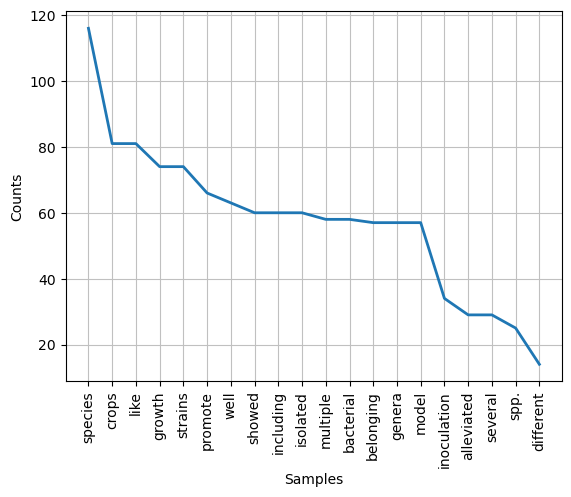 120
100
80
60
40
20
Counts
species
crops
like
growth
strains
promote
well
showed
including
isolated
multiple
bacterial
belonging
genera
model
inoculation
alleviated
several
spp.
different
Samples